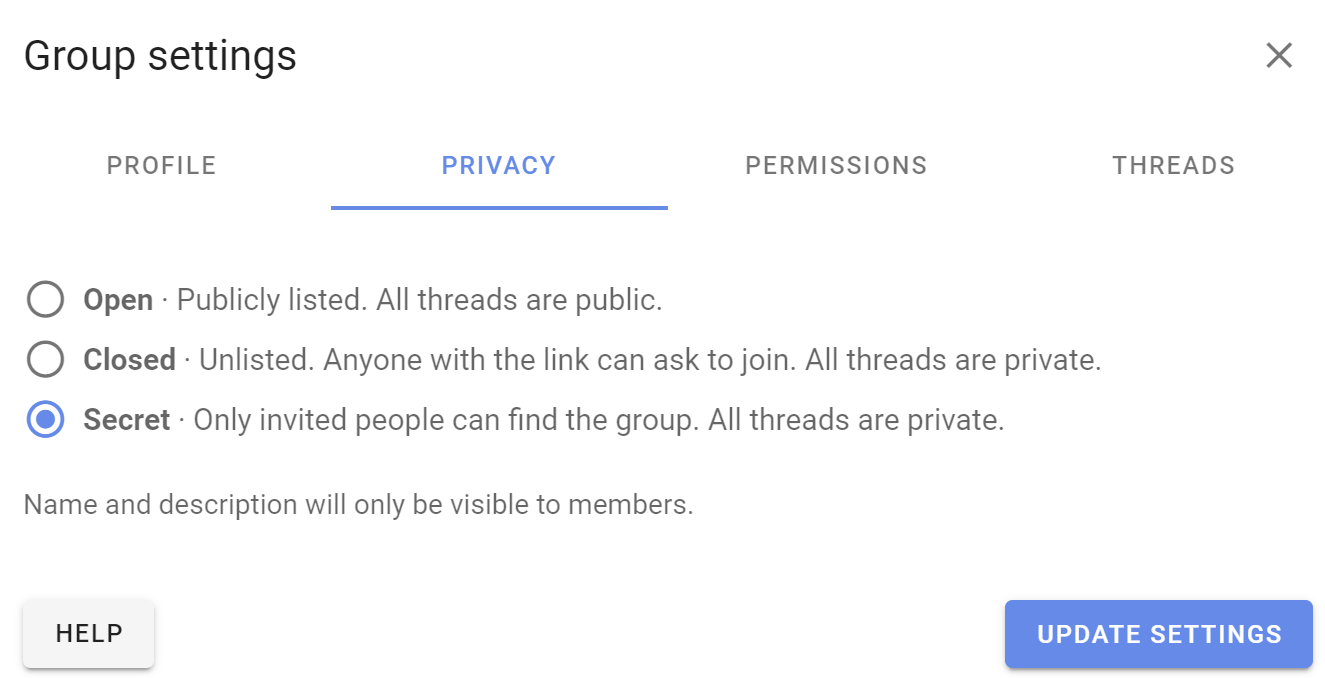 Group settings
PROFILE PRIVACY PERMISSIONS THREADS
Open · Publicly listed. All threads are public.
Closed · Unlisted. Anyone with the link can ask to join. All threads are private.
Secret · Only invited people can find the group. All threads are private.
Name and description will only be visible to members.
HELP UPDATE SETTINGS